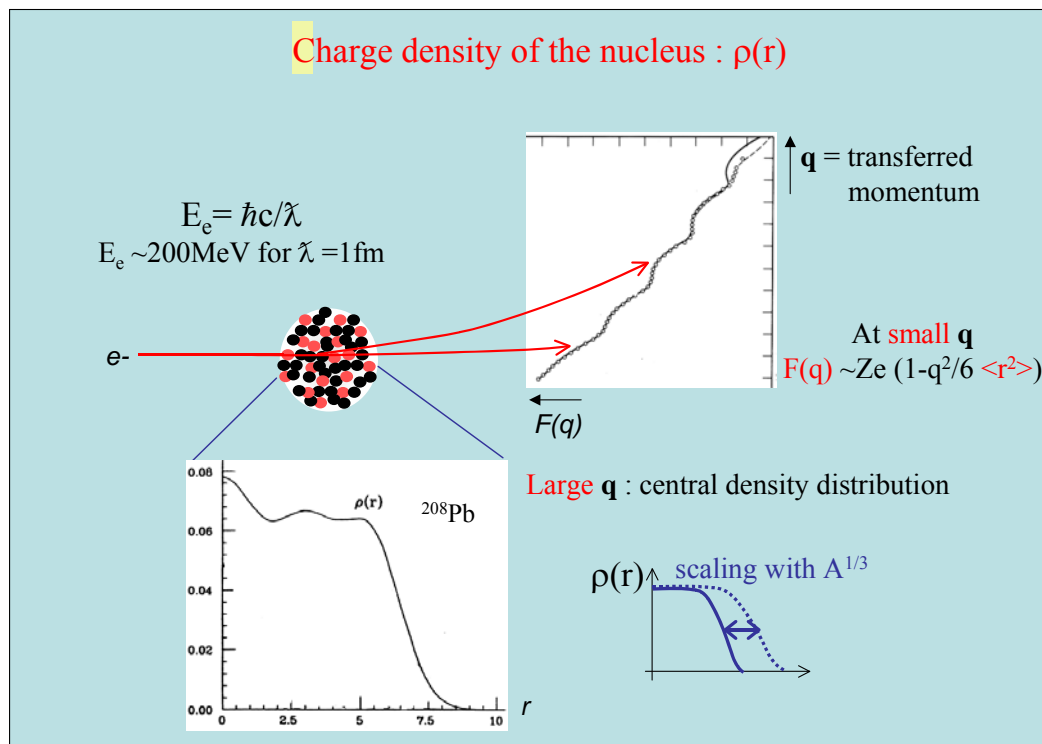 Charge density of the nucleus : ρ(r)
q = transferred
momentum
Eₑ= ħc/ƛ
Eₑ ~200MeV for ƛ =1fm
e-
At small q
F(q) ~Ze (1-q²/6 <r²>)
F(q)
Large q : central density distribution
0.08
0.06
0.04
0.02
0.00
ρ(r)
²⁰⁸Pb
0 2.5 5 7.5 10
r
scaling with A¹/³
ρ(r)